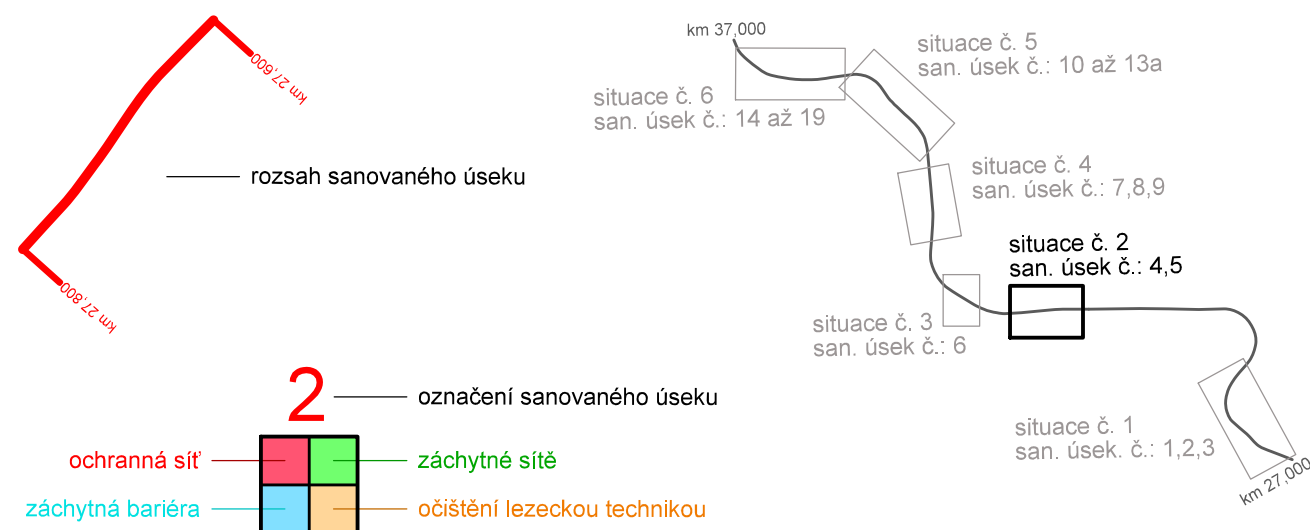 km 27,600
km 27,800
rozsah sanovaného úseku
2
označení sanovaného úseku
ochranná síť
záchytné sítě
záchytná bariéra
očištění lezeckou technikou
km 37,000
situace č. 5
san. úsek č.: 10 až 13a
situace č. 6
san. úsek č.: 14 až 19
situace č. 4
san. úsek č.: 7,8,9
situace č. 2
san. úsek č.: 4,5
situace č. 3
san. úsek č.: 6
situace č. 1
san. úsek. č.: 1,2,3
km 27,000